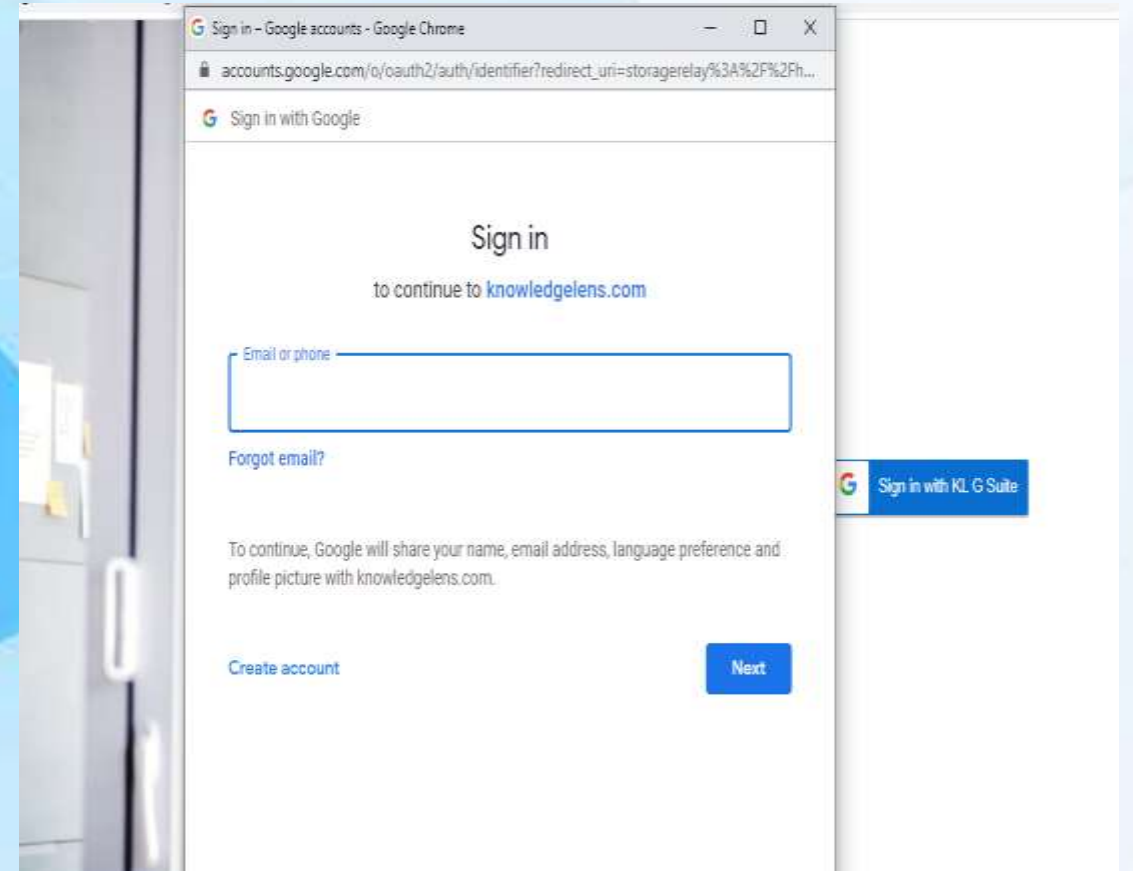 Sign in – Google accounts - Google Chrome
accounts.google.com/o/oauth2/auth/identifier?redirect_uri=storagerelay%3A%2F%2Fh...
Sign in with Google
Sign in
to continue to knowledgelens.com
Email or phone
Forgot email?
Sign in with KL G Suite
To continue, Google will share your name, email address, language preference and
profile picture with knowledgelens.com.
Create account
Next